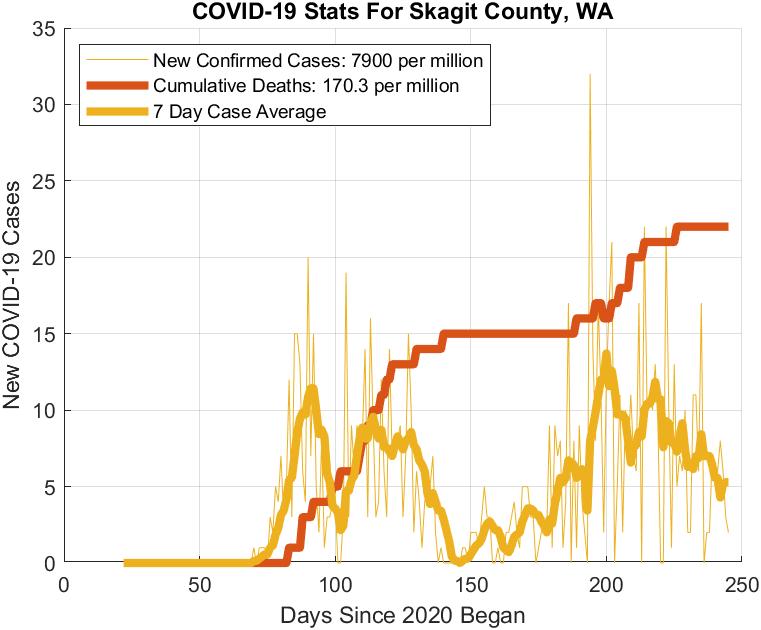 COVID-19 Stats For Skagit County, WA
New Confirmed Cases: 7900 per million
Cumulative Deaths: 170.3 per million
7 Day Case Average
New COVID-19 Cases
35
30
25
20
15
10
5
0
0 50 100 150 200 250
Days Since 2020 Began